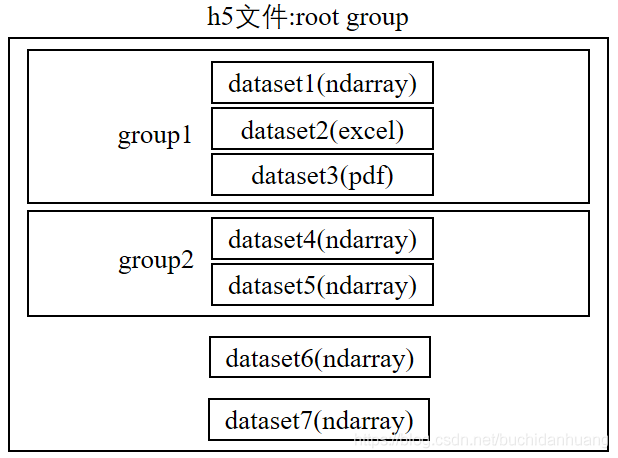 h5文件:root group
dataset1(ndarray)
group1
dataset2(excel)
dataset3(pdf)
dataset4(ndarray)
group2
dataset5(ndarray)
dataset6(ndarray)
dataset7(ndarray)
https://blog.csdn.net/buchidanhuang